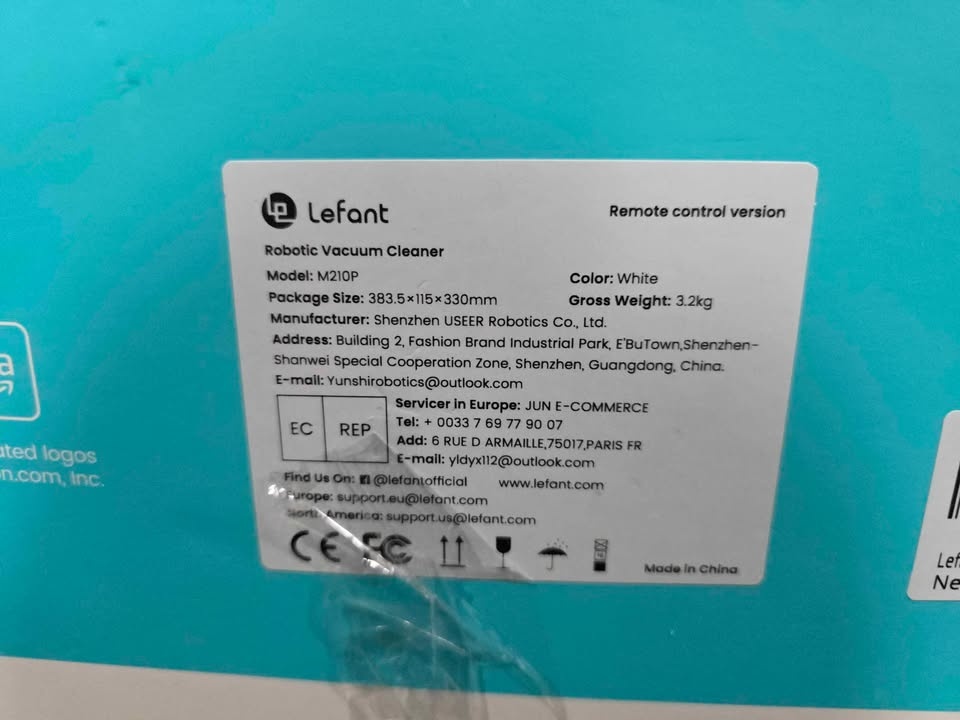 Lefant
Remote control version
Robotic Vacuum Cleaner
Model: M210P
Color: White
Package Size: 383.5×115×330mm
Gross Weight: 3.2kg
Manufacturer: Shenzhen USEER Robotics Co., Ltd.
Address: Building 2, Fashion Brand Industrial Park, E'BuTown,Shenzhen-
Shanwei Special Cooperation Zone, Shenzhen, Guangdong, China.
E-mail: Yunshirobotics@outlook.com
EC REP
Servicer in Europe: JUN E-COMMERCE
Tel: + 0033 7 69 77 90 07
Add: 6 RUE D ARMAILLE,75017,PARIS FR
E-mail: yldyx112@outlook.com
Find Us On: @lefantofficial www.lefant.com
Europe: support.eu@lefant.com
North America: support.us@lefant.com
CE FC
Made in China
a
ated logos
n.com, Inc.
Lef
Ne